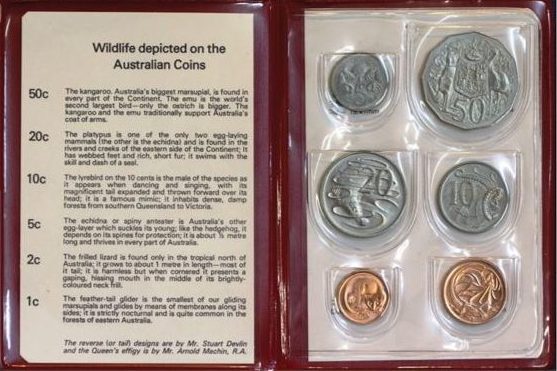 Wildlife depicted on the
Australian Coins
50c The kangaroo, Australia's biggest marsupial, is found in
every part of the Continent. The emu is the world's
second largest bird—only the ostrich is bigger. The
kangaroo and the emu traditionally support Australia's
coat of arms.
20c The platypus is one of the only two egg-laying
mammals (the other is the echidna) and is found in the
rivers and creeks of the eastern side of the Continent; it
has webbed feet and rich, short fur; it swims with the
skill and dash of a seal.
10c The lyrebird on the 10 cents is the male of the species as
it appears when dancing and singing, with its
magnificent tail expanded and thrown forward over its
head; it is a famous mimic; it inhabits dense, damp
forests from southern Queensland to Victoria.
5c The echidna or spiny anteater is Australia's other
egg-layer which suckles its young; like the hedgehog, it
depends on its spines for protection; it is about ½ metre
long and thrives in every part of Australia.
2c The frilled lizard is found only in the tropical north of
Australia; it grows to about 1 metre in length—most of
it tail; it is harmless but when cornered it presents a
gaping, hissing mouth in the middle of its brightly-
coloured neck frill.
1c The feather-tail glider is the smallest of our gliding
marsupials and glides by means of membranes along its
sides; it is strictly nocturnal and is quite common in the
forests of eastern Australia.
The reverse (or tail) designs are by Mr. Stuart Devlin
and the Queen's effigy is by Mr. Arnold Machin, R.A.
50
20
10